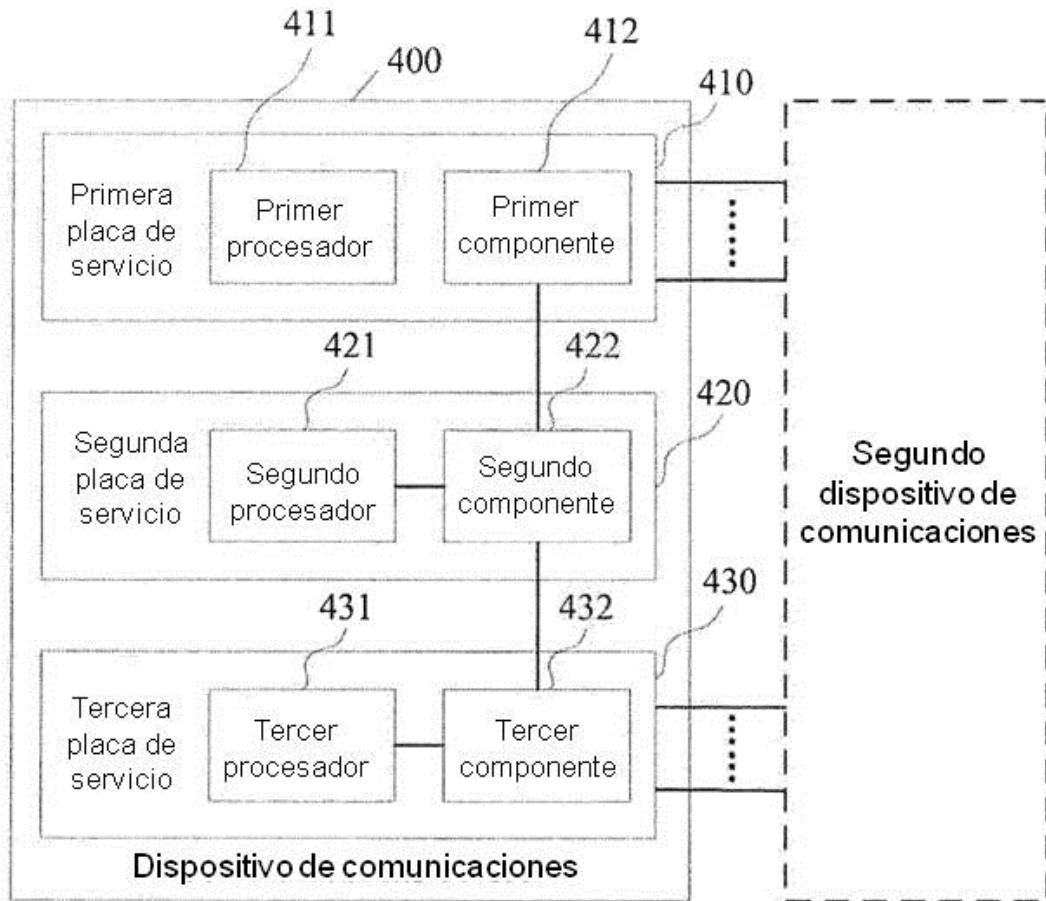 411
412
400
410
Primera
placa de
servicio
Primer
procesador
Primer
componente
421
422
420
Segunda
placa de
servicio
Segundo
procesador
Segundo
componente
Segundo
dispositivo de
comunicaciones
430
431
432
Tercera
placa de
servicio
Tercer
procesador
Tercer
componente
Dispositivo de comunicaciones